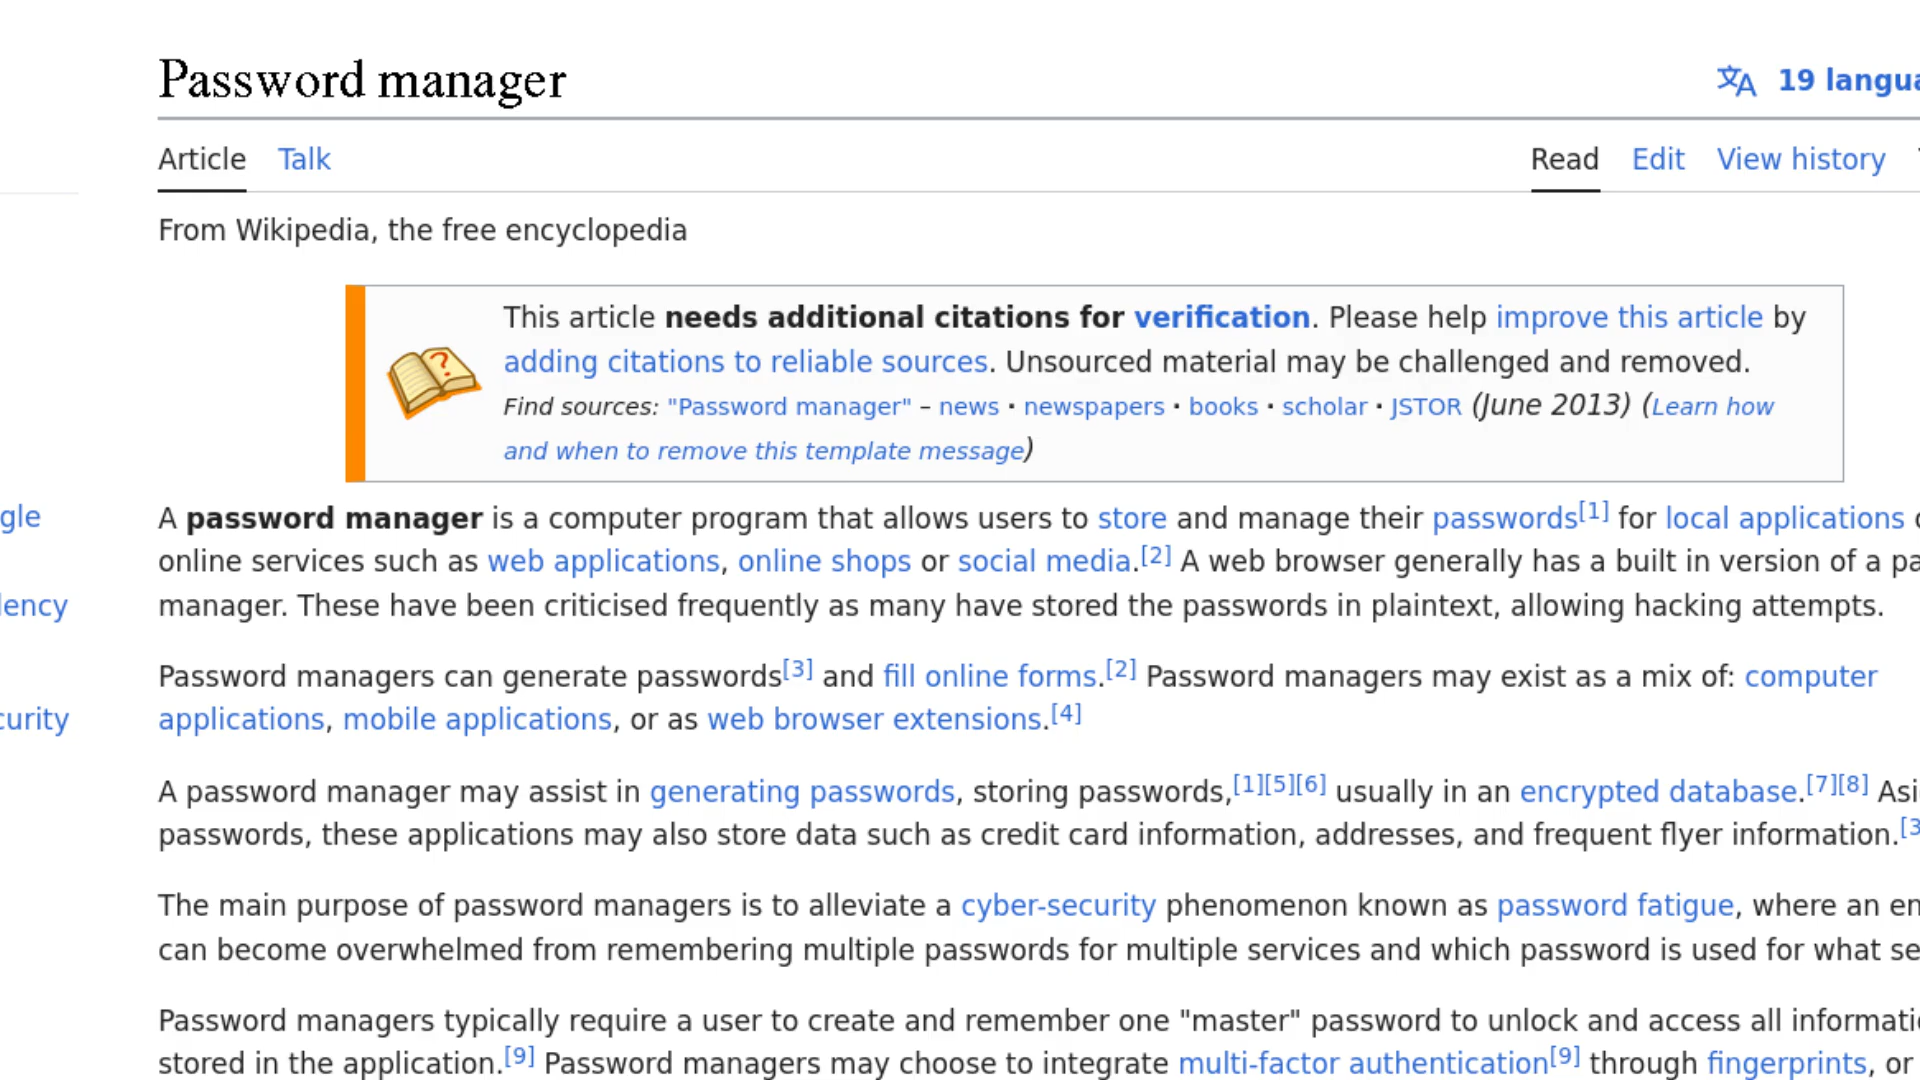 Password manager
19 langua
Article Talk
Read Edit View history
From Wikipedia, the free encyclopedia
This article needs additional citations for verification. Please help improve this article by
adding citations to reliable sources. Unsourced material may be challenged and removed.
Find sources: "Password manager" – news · newspapers · books · scholar · JSTOR (June 2013) (Learn how
and when to remove this template message)
gle
A password manager is a computer program that allows users to store and manage their passwords[1] for local applications
online services such as web applications, online shops or social media.[2] A web browser generally has a built in version of a pa
lency
manager. These have been criticised frequently as many have stored the passwords in plaintext, allowing hacking attempts.
Password managers can generate passwords[3] and fill online forms.[2] Password managers may exist as a mix of: computer
curity
applications, mobile applications, or as web browser extensions.[4]
A password manager may assist in generating passwords, storing passwords,[1][5][6] usually in an encrypted database.[7][8] Asi
passwords, these applications may also store data such as credit card information, addresses, and frequent flyer information.[3
The main purpose of password managers is to alleviate a cyber-security phenomenon known as password fatigue, where an en
can become overwhelmed from remembering multiple passwords for multiple services and which password is used for what se
Password managers typically require a user to create and remember one "master" password to unlock and access all informati
stored in the application.[9] Password managers may choose to integrate multi-factor authentication[9] through fingerprints, or